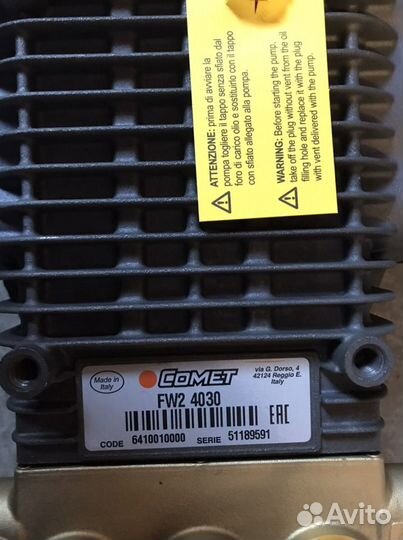 ATTENZIONE: prima di avviare la
pompa togliere il tappo senza sfiato dal
foro di carico olio e sostituirlo con il tappo
con sfiato allegato alla pompa.
WARNING: Before starting the pump,
take off the plug without vent from the oil
filling hole and replace it with the plug
with vent delivered with the pump.
Made in
Italy
COMET
via G. Dorso, 4
42124 Reggio E.
Italy
FW2 4030
EAC
CODE 6410010000 SERIE 51189591
Avito